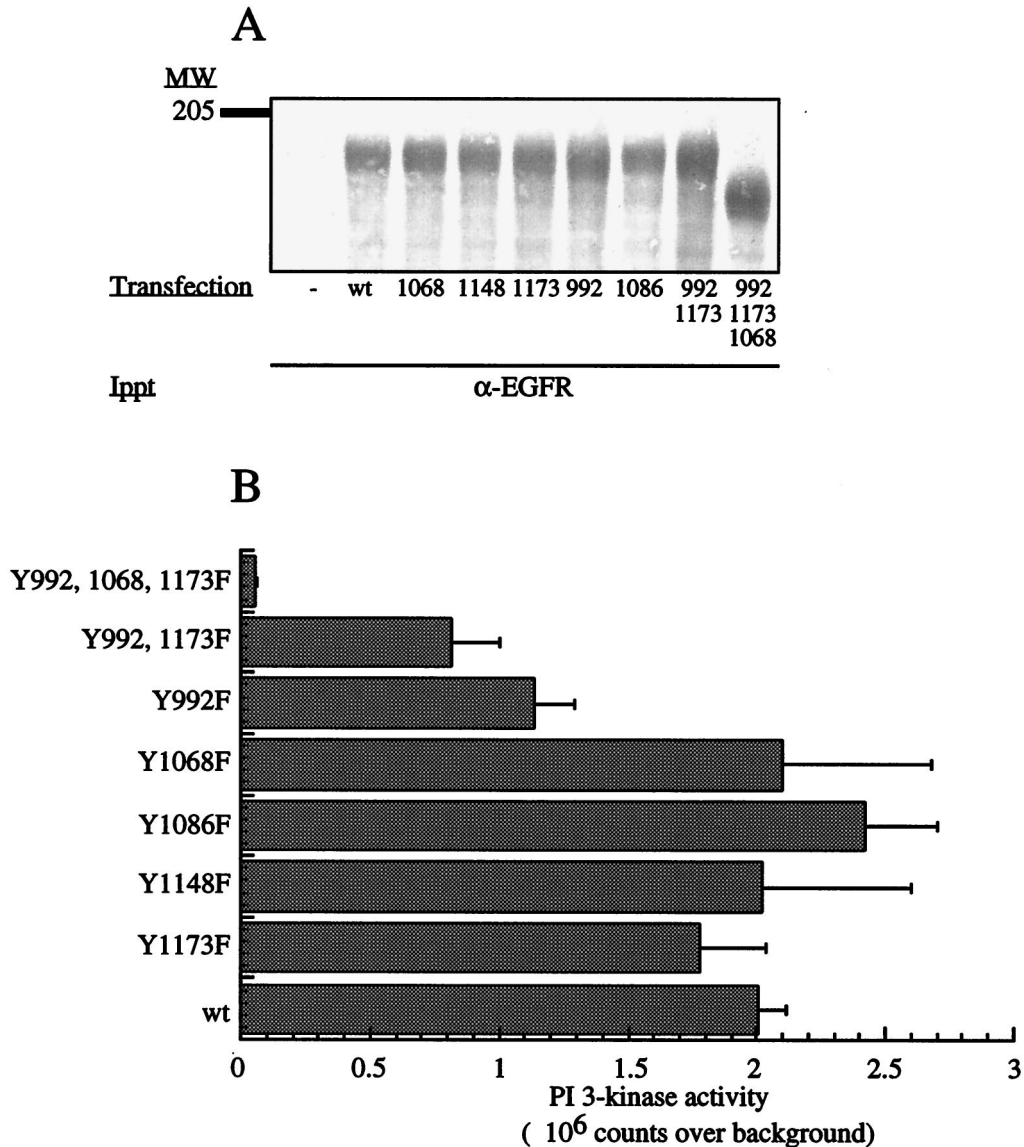 A
MW
205
Transfection - wt 1068 1148 1173 992 1086 992 992
1173 1173
1068
Ippt α-EGFR
B
Y992, 1068, 1173F
Y992, 1173F
Y992F
Y1068F
Y1086F
Y1148F
Y1173F
wt
0 0.5 1 1.5 2 2.5 3
PI 3-kinase activity
( 10⁶ counts over background)